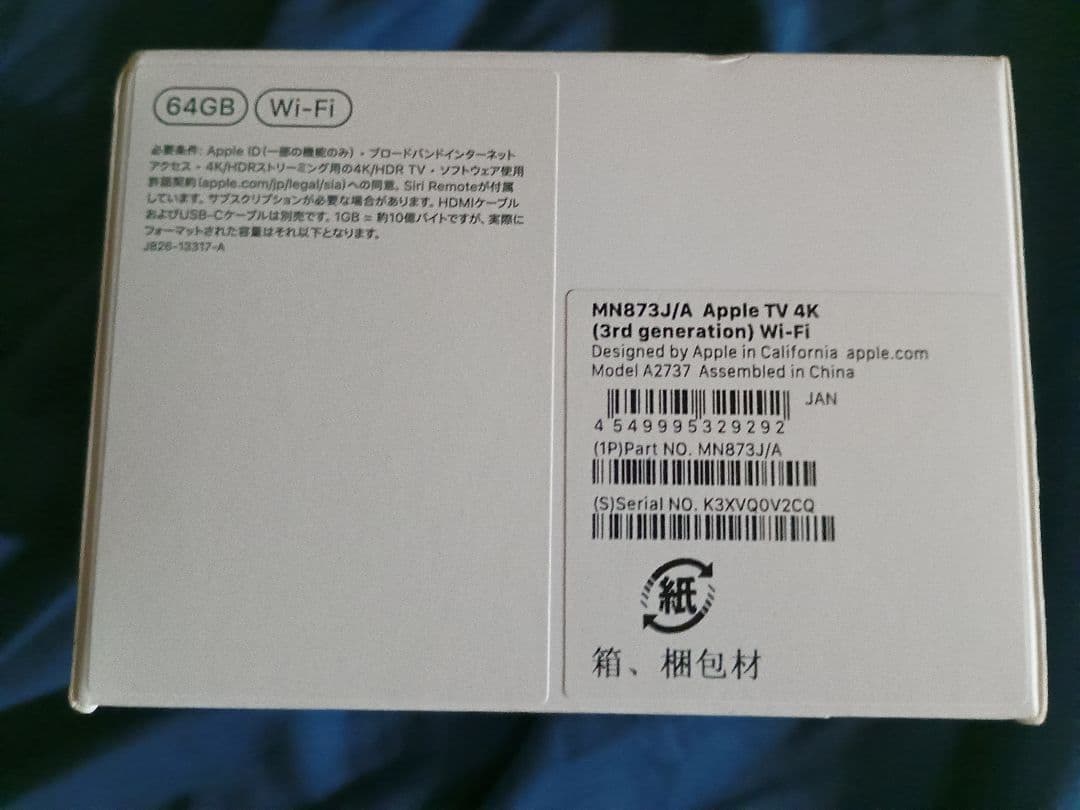 64GB Wi-Fi
必要条件: Apple ID(一部の機能のみ)・ブロードバンドインターネット
アクセス・4K/HDRストリーミング用の4K/HDR TV・ソフトウェア使用
許諾契約(apple.com/jp/legal/sla)への同意。Siri Remoteが付属
しています。サブスクリプションが必要な場合があります。HDMIケーブル
およびUSB-Cケーブルは別売です。1GB = 約10億バイトですが、実際に
フォーマットされた容量はそれ以下となります。
J826-13317-A
MN873J/A Apple TV 4K
(3rd generation) Wi-Fi
Designed by Apple in California apple.com
Model A2737 Assembled in China
JAN
4 549995 329292
(1P)Part NO. MN873J/A
(S)Serial NO. K3XVQ0V2CQ
紙
箱、梱包材